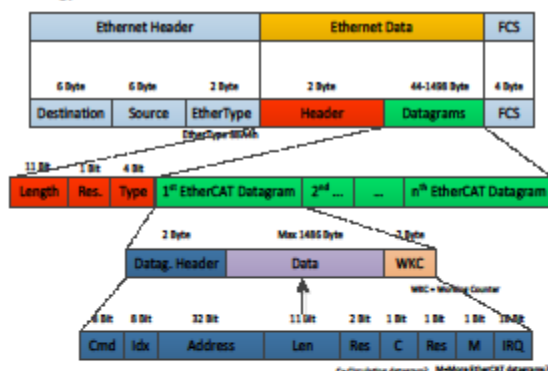 Ethernet Header Ethernet Data FCS
6 Byte 6 Byte 2 Byte 2 Byte 44-1498 Byte 4 Byte
Destination Source EtherType Header Datagrams FCS
EtherType
11 Bit 1 Bit 4 Bit
Length Res. Type 1st EtherCAT Datagram 2nd ... ... nth EtherCAT Datagram
2 Byte Max 1486 Byte 2 Byte
Datag. Header Data WKC
WKC = Working Counter
8 Bit 8 Bit 32 Bit 11 Bit 2 Bit 1 Bit 1 Bit 1 Bit 16 Bit
Cmd Idx Address Len Res C Res M IRQ
M=More EtherCAT datagrams?